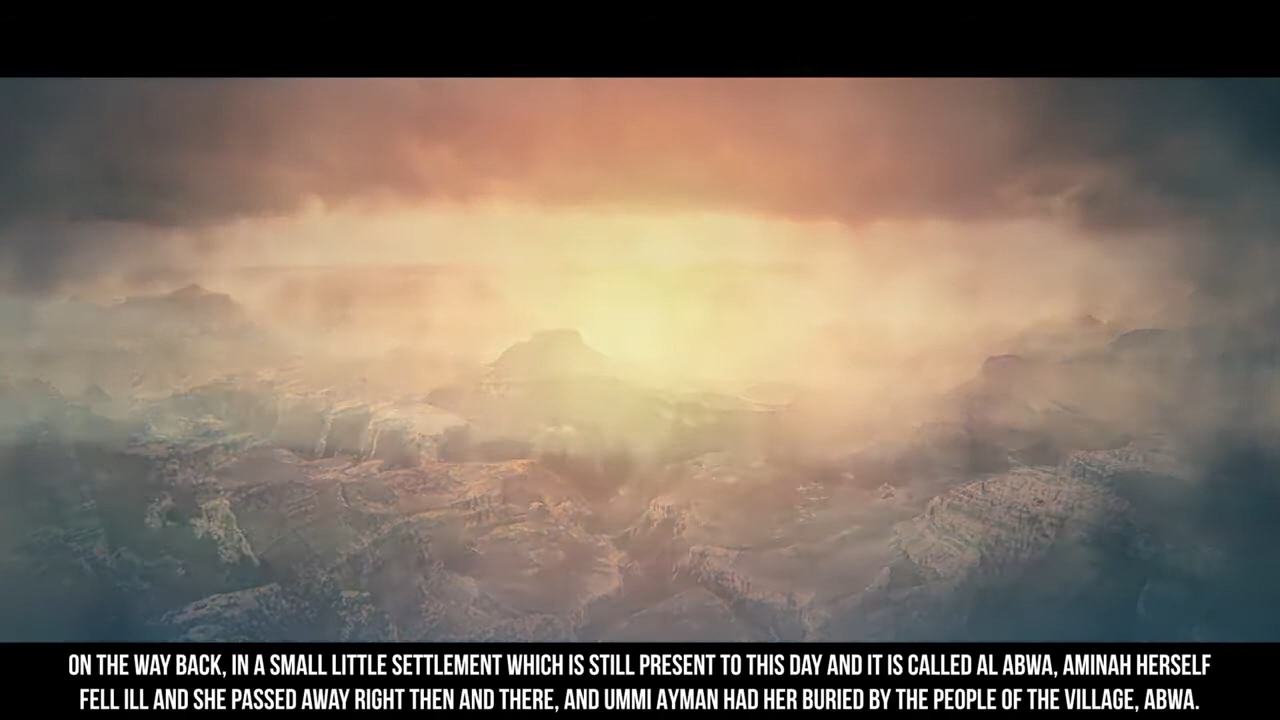 ON THE WAY BACK, IN A SMALL LITTLE SETTLEMENT WHICH IS STILL PRESENT TO THIS DAY AND IT IS CALLED AL ABWA, AMINAH HERSELF
FELL ILL AND SHE PASSED AWAY RIGHT THEN AND THERE, AND UMMI AYMAN HAD HER BURIED BY THE PEOPLE OF THE VILLAGE, ABWA.